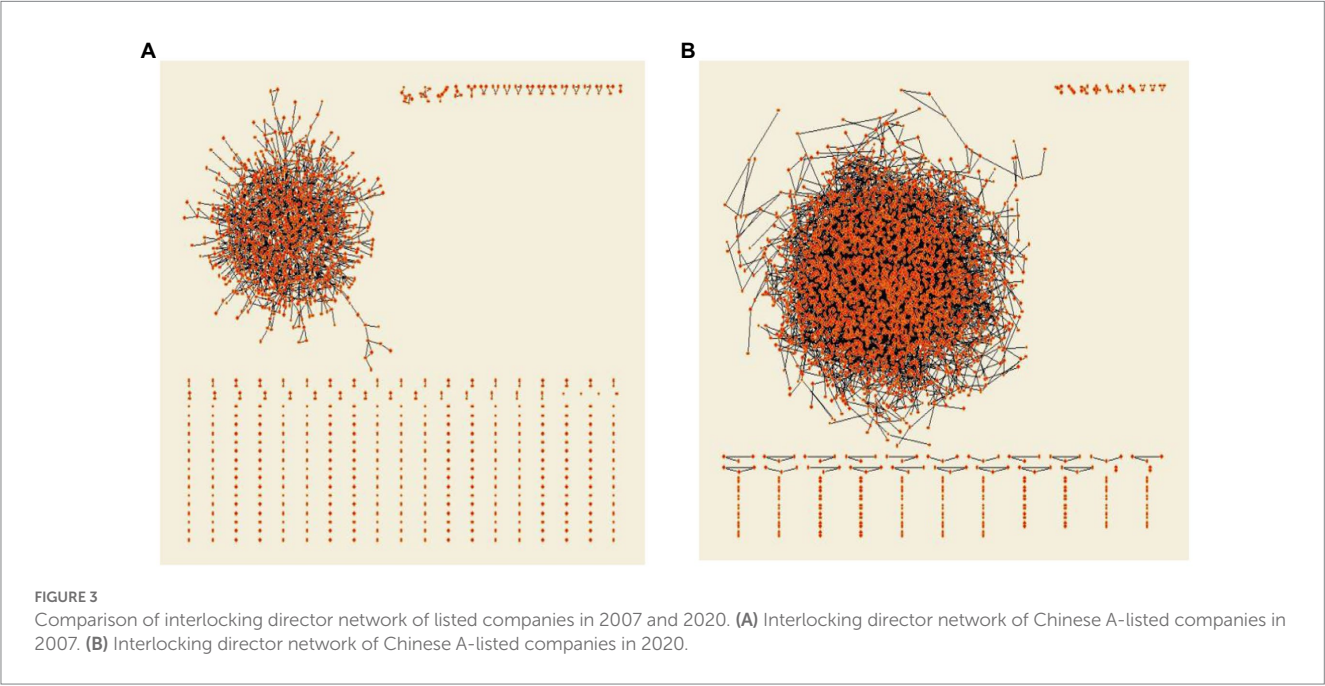 A
B
FIGURE 3
Comparison of interlocking director network of listed companies in 2007 and 2020. (A) Interlocking director network of Chinese A-listed companies in
2007. (B) Interlocking director network of Chinese A-listed companies in 2020.